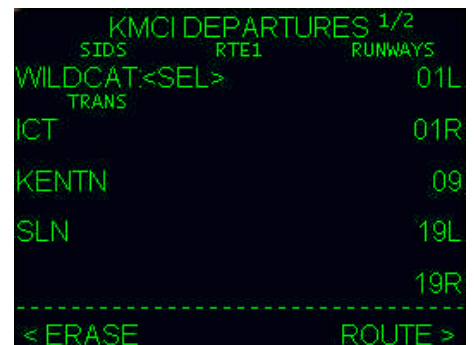 KMCI DEPARTURES 1/2
SIDS RTE1 RUNWAYS
WILDCAT.<SEL> 01L
TRANS
ICT 01R
KENTN 09
SLN 19L
19R
< ERASE ROUTE >